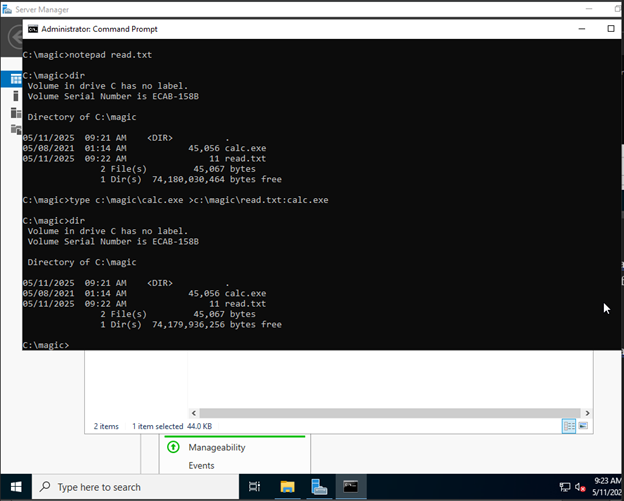 Server Manager
Administrator: Command Prompt
C:\magic>notepad read.txt
C:\magic>dir
Volume in drive C has no label.
Volume Serial Number is ECAB-158B
Directory of C:\magic
05/11/2025  09:21 AM    <DIR>          .
05/08/2021  01:14 AM            45,056 calc.exe
05/11/2025  09:22 AM                11 read.txt
2 File(s)         45,067 bytes
1 Dir(s)  74,180,030,464 bytes free
C:\magic>type c:\magic\calc.exe >c:\magic\read.txt:calc.exe
C:\magic>dir
Volume in drive C has no label.
Volume Serial Number is ECAB-158B
Directory of C:\magic
05/11/2025  09:21 AM    <DIR>          .
05/08/2021  01:14 AM            45,056 calc.exe
05/11/2025  09:22 AM                11 read.txt
2 File(s)         45,067 bytes
1 Dir(s)  74,179,936,256 bytes free
C:\magic>
2 items    1 item selected  44.0 KB
Manageability
Events
Type here to search
9:23 AM
5/11/202